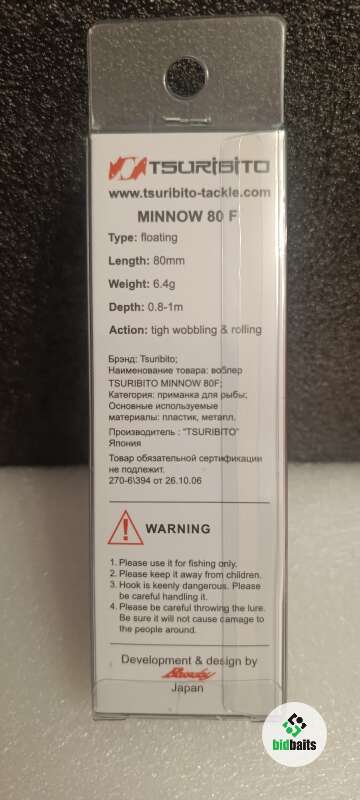 TSURIBITO
www.tsuribito-tackle.com
MINNOW 80 F
Type: floating
Length: 80mm
Weight: 6.4g
Depth: 0.8-1m
Action: tigh wobbling & rolling
Брэнд: Tsuribito;
Наименование товара: воблер
TSURIBITO MINNOW 80F;
Категория: приманка для рыбы;
Основные используемые
материалы: пластик, металл.
Производитель : "TSURIBITO"
Япония
Товар обязательной сертификации
не подлежит.
270-6\394 от 26.10.06
WARNING
1. Please use it for fishing only.
2. Please keep it away from children.
3. Hook is keenly dangerous. Please
be careful handling it.
4. Please be careful throwing the lure.
Be sure it will not cause damage to
the people around.
Development & design by
Japan
bidbaits